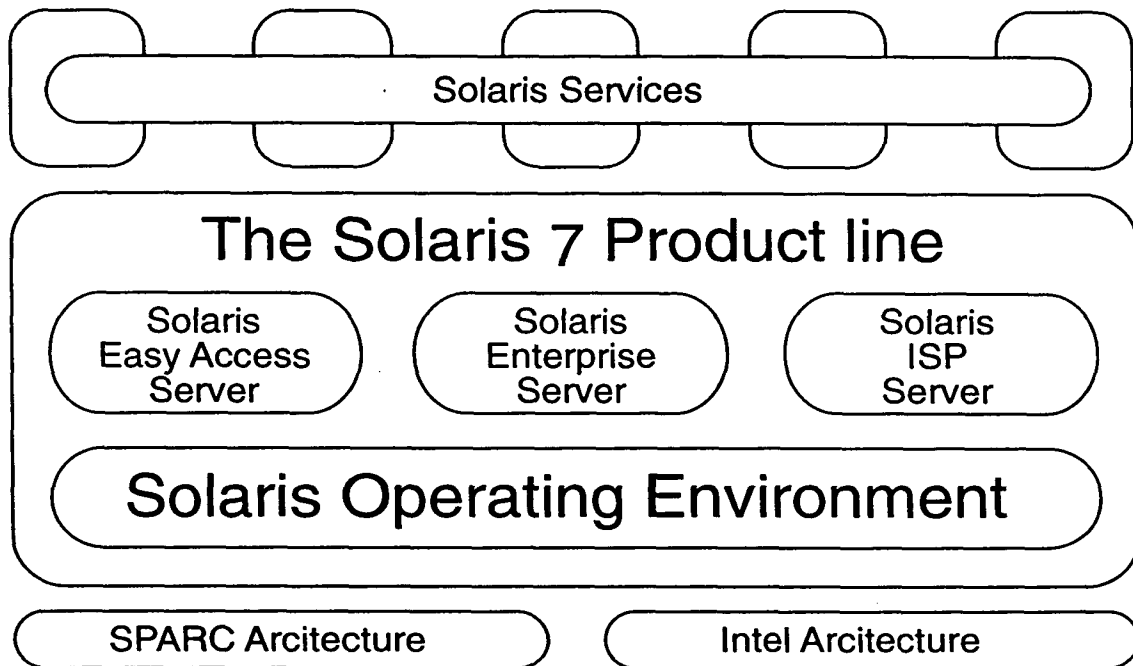 Solaris Services
The Solaris 7 Product line
Solaris
Easy Access
Server
Solaris
Enterprise
Server
Solaris
ISP
Server
Solaris Operating Environment
SPARC Arcitecture
Intel Arcitecture